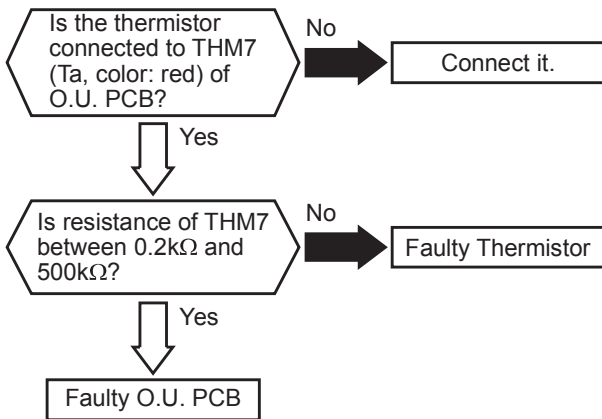 Is the thermistor
connected to THM7
(Ta, color: red) of
O.U. PCB?
No
Connect it.
Yes
Is resistance of THM7
between 0.2kΩ and
500kΩ?
No
Faulty Thermistor
Yes
Faulty O.U. PCB